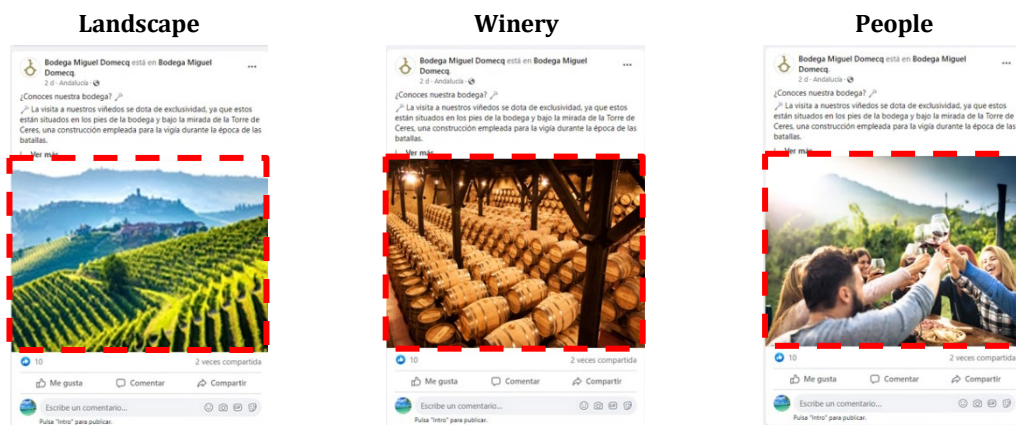 Landscape
Bodega Miguel Domecq está en Bodega Miguel
Domecq.
2 d · Andalucía ·
¿Conoces nuestra bodega?
La visita a nuestros viñedos se dota de exclusividad, ya que estos
están situados en los pies de la bodega y bajo la mirada de la Torre de
Ceres, una construcción empleada para la vigía durante la época de las
batallas.
Ver más
10
2 veces compartida
Me gusta Comentar Compartir
Escribe un comentario...
Pulsa "Intro" para publicar.
Winery
Bodega Miguel Domecq está en Bodega Miguel
Domecq.
2 d · Andalucía ·
¿Conoces nuestra bodega?
La visita a nuestros viñedos se dota de exclusividad, ya que estos
están situados en los pies de la bodega y bajo la mirada de la Torre de
Ceres, una construcción empleada para la vigía durante la época de las
batallas.
Ver más
10
2 veces compartida
Me gusta Comentar Compartir
Escribe un comentario...
Pulsa "Intro" para publicar.
People
Bodega Miguel Domecq está en Bodega Miguel
Domecq.
2 d · Andalucía ·
¿Conoces nuestra bodega?
La visita a nuestros viñedos se dota de exclusividad, ya que estos
están situados en los pies de la bodega y bajo la mirada de la Torre de
Ceres, una construcción empleada para la vigía durante la época de las
batallas.
Ver más
10
2 veces compartida
Me gusta Comentar Compartir
Escribe un comentario...
Pulsa "Intro" para publicar.